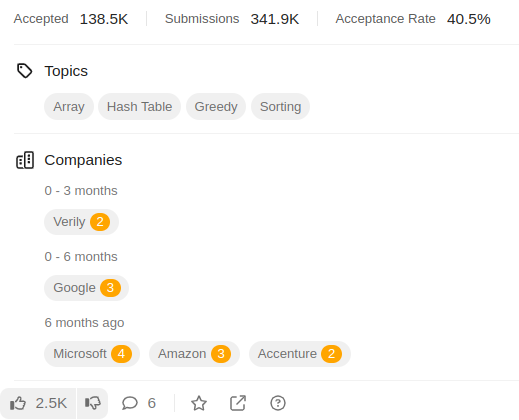 Accepted 138.5K Submissions 341.9K Acceptance Rate 40.5%
Topics
Array Hash Table Greedy Sorting
Companies
0 - 3 months
Verily 2
0 - 6 months
Google 3
6 months ago
Microsoft 4 Amazon 3 Accenture 2
2.5K 6